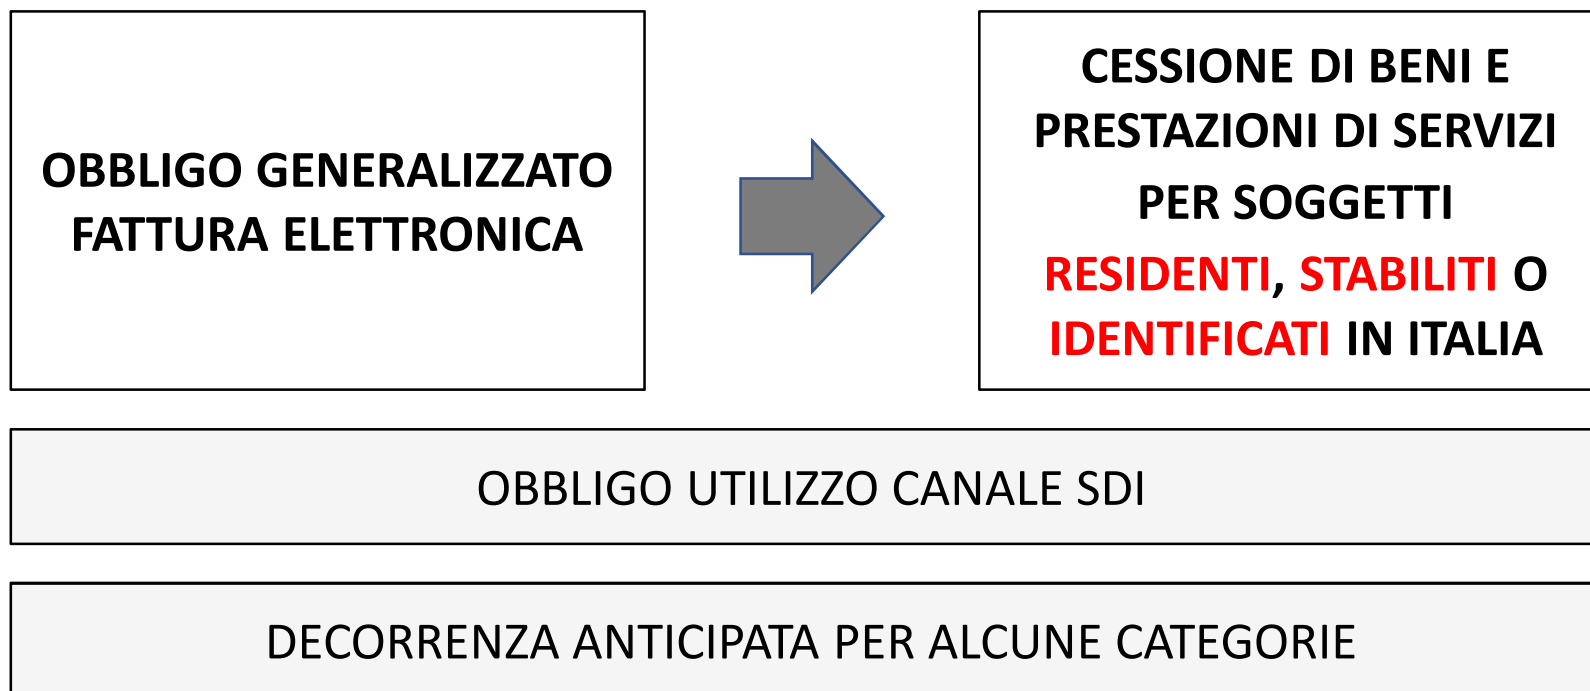 OBBLIGO GENERALIZZATO
FATTURA ELETTRONICA
CESSIONE DI BENI E
PRESTAZIONI DI SERVIZI
PER SOGGETTI
RESIDENTI, STABILITI O
IDENTIFICATI IN ITALIA
OBBLIGO UTILIZZO CANALE SDI
DECORRENZA ANTICIPATA PER ALCUNE CATEGORIE